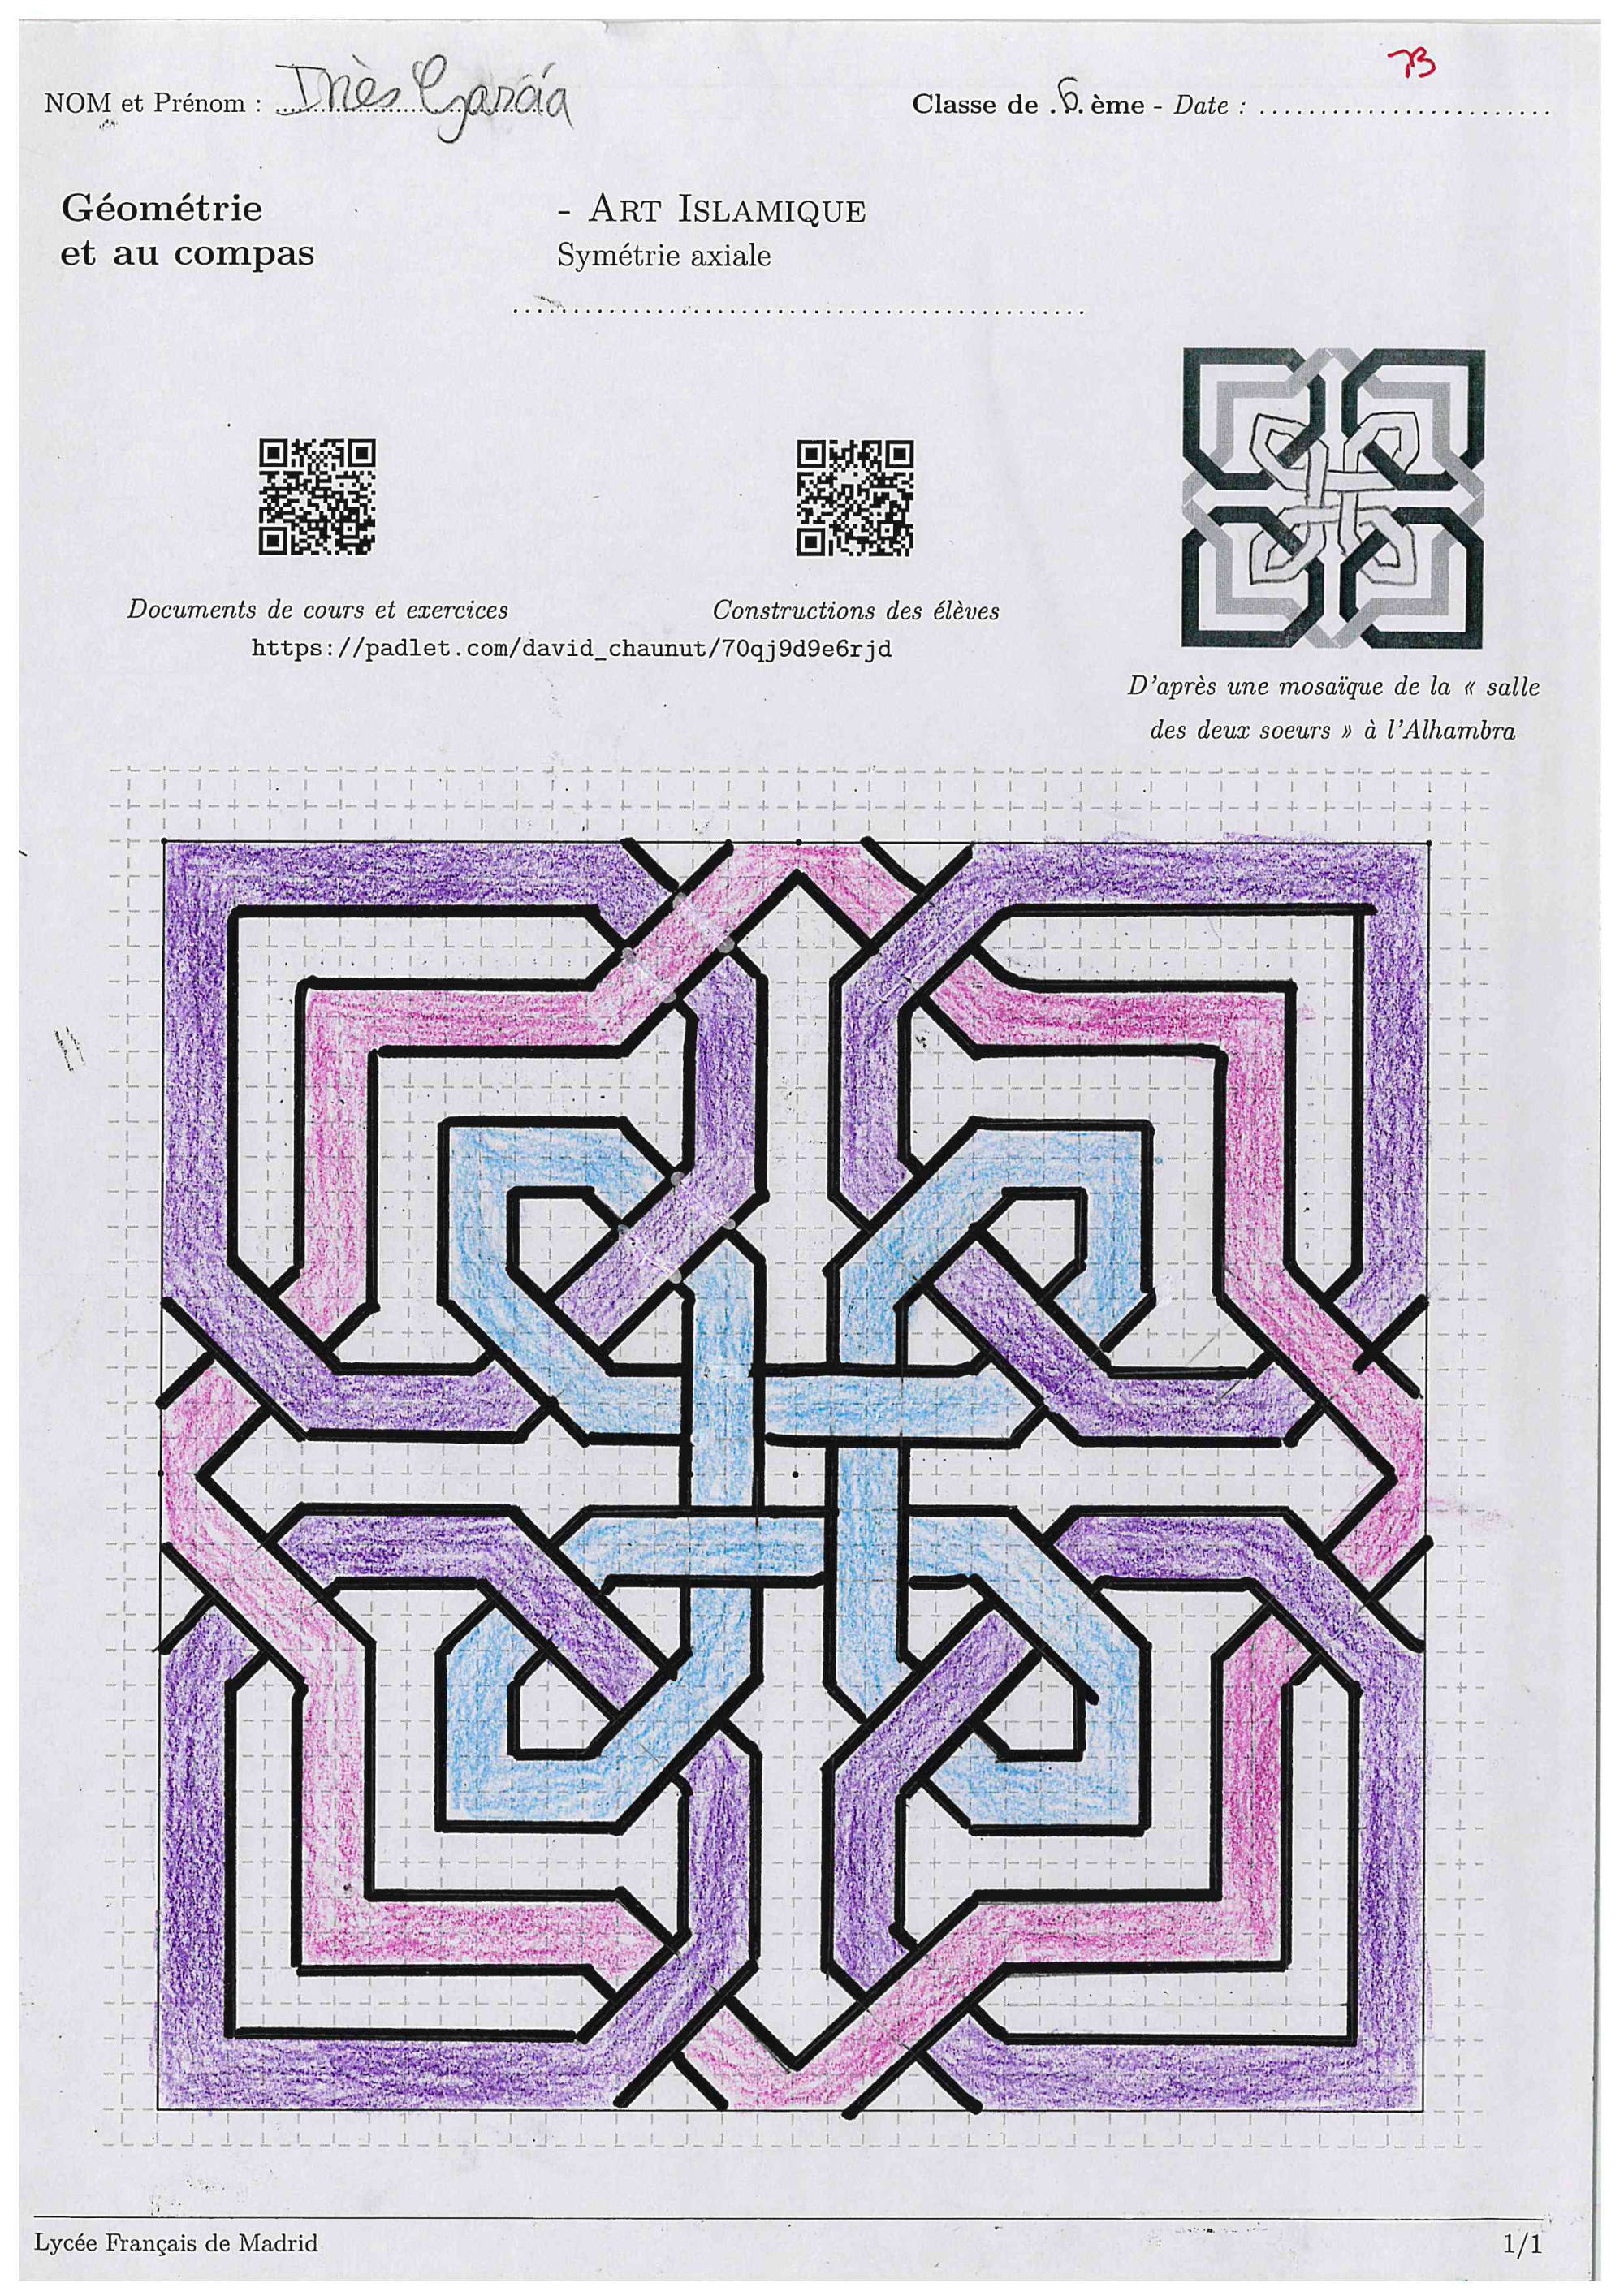 TB
NOM et Prénom : Inès García
Classe de .6.ème - Date : ........................
Géométrie
et au compas
- ART ISLAMIQUE
Symétrie axiale
Documents de cours et exercices
Constructions des élèves
https://padlet.com/david_chaunut/70qj9d9e6rjd
D'après une mosaïque de la « salle
des deux soeurs » à l'Alhambra
Lycée Français de Madrid
1/1